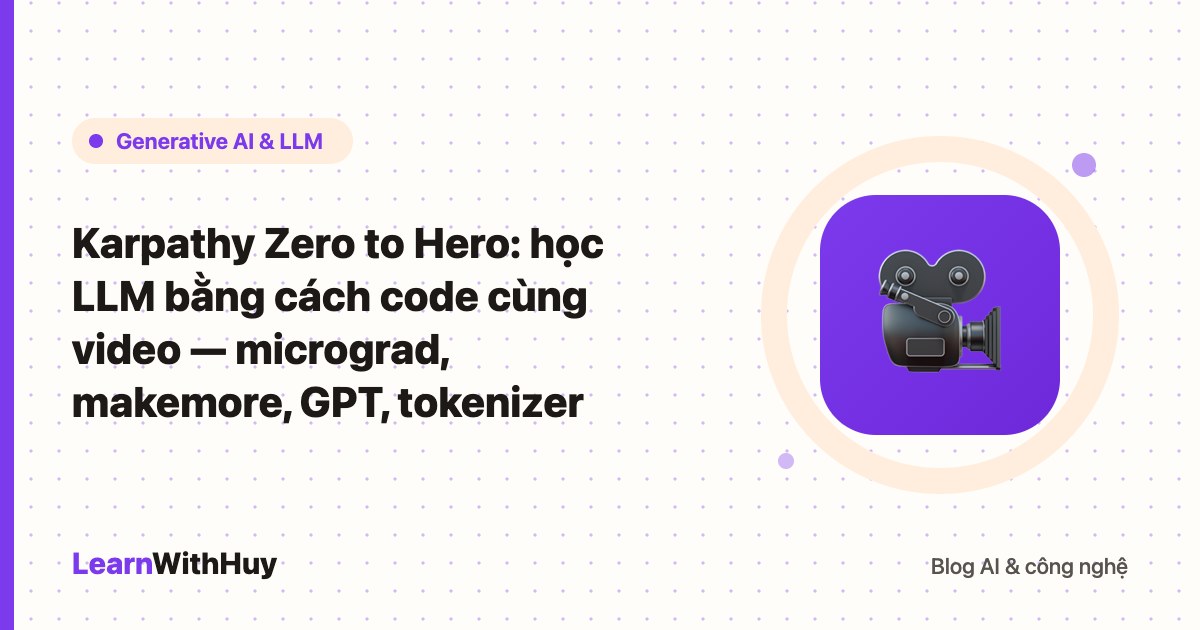 Generative AI & LLM
Karpathy Zero to Hero: học
LLM bằng cách code cùng
video — micrograd,
makemore, GPT, tokenizer
LearnWithHuy
Blog AI & công nghệ